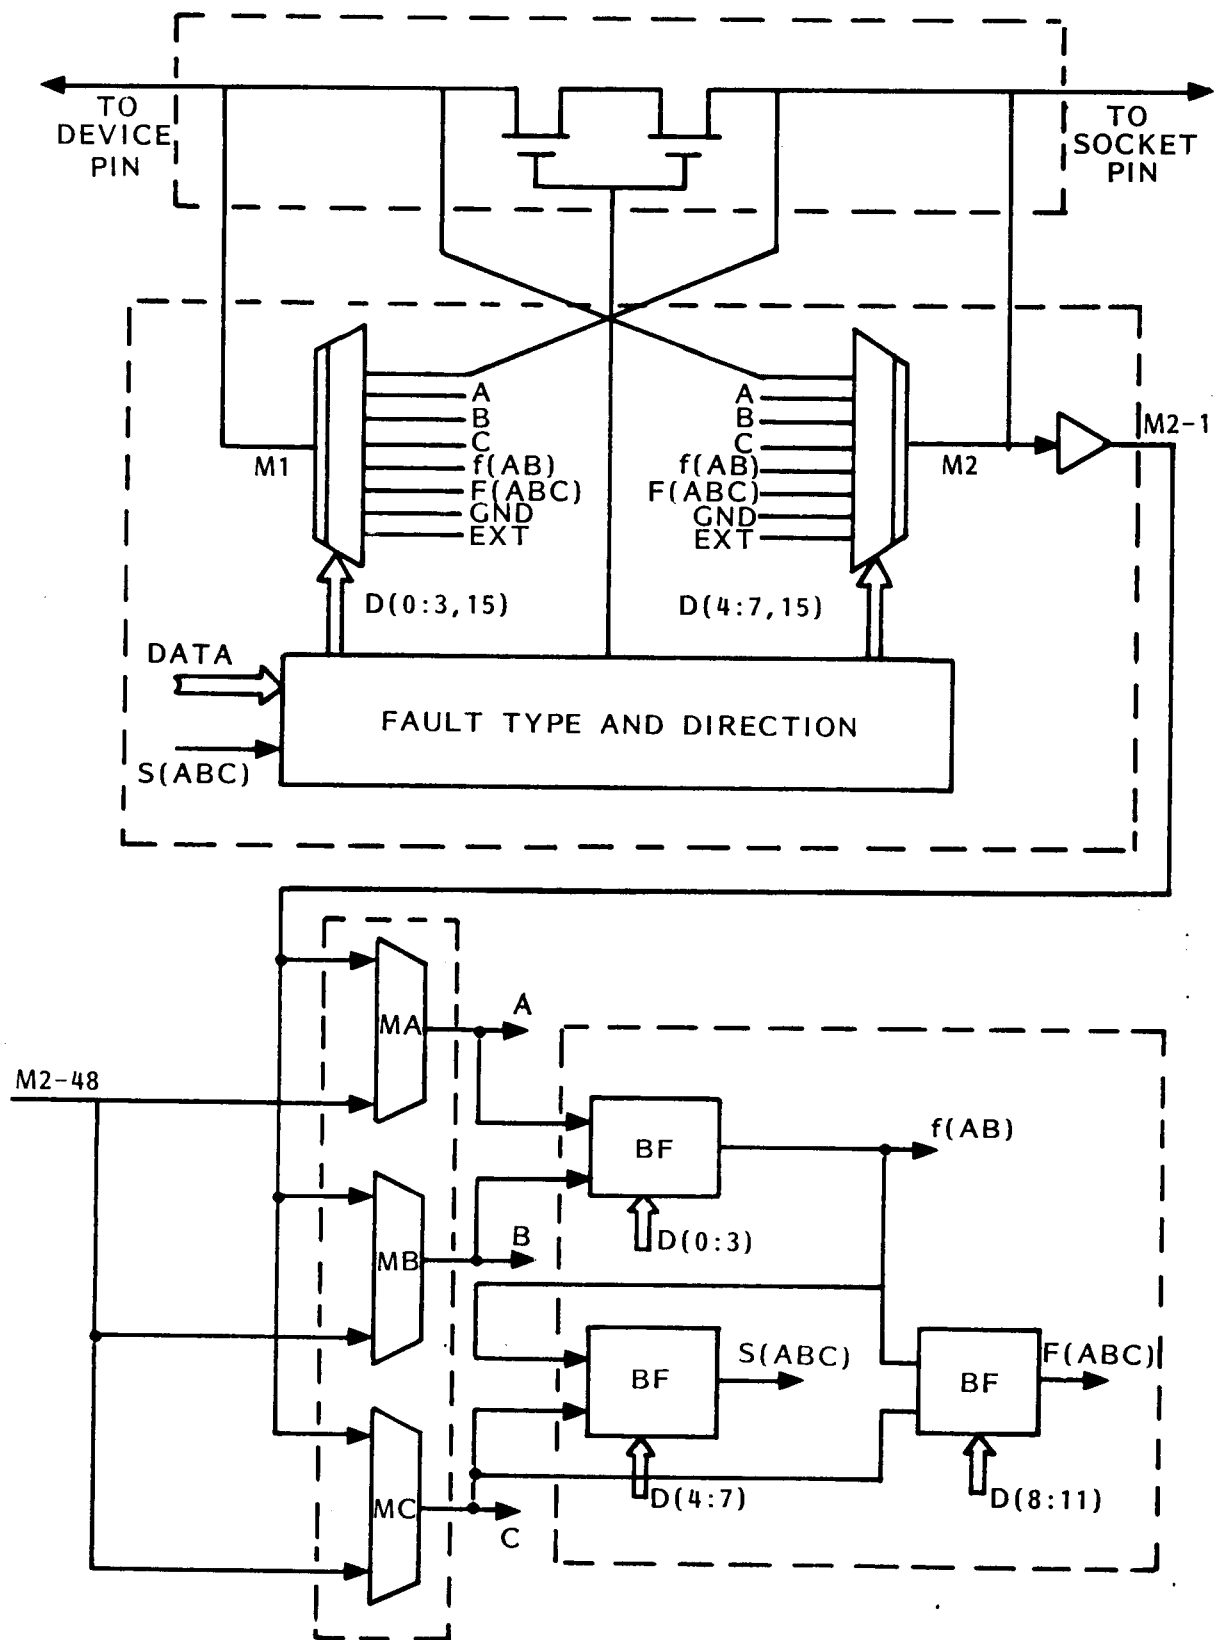 TO
DEVICE
PIN
TO
SOCKET
PIN
M1
A
B
C
f(AB)
F(ABC)
GND
EXT
A
B
C
f(AB)
F(ABC)
GND
EXT
M2
M2-1
D(0:3,15)
D(4:7,15)
DATA
S(ABC)
FAULT TYPE AND DIRECTION
M2-48
MA
A
MB
B
MC
C
BF
f(AB)
D(0:3)
BF
S(ABC)
D(4:7)
BF
F(ABC)
D(8:11)